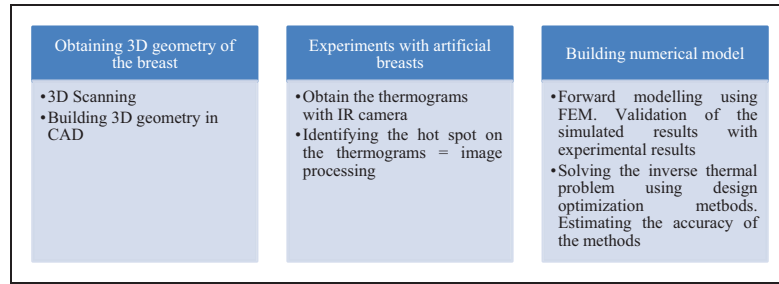 Obtaining 3D geometry of
the breast
•3D Scanning
•Building 3D geometry in
CAD
Experiments with artificial
breasts
•Obtain the thermograms
with IR camera
•Identifying the hot spot on
the thermograms = image
processing
Building numerical model
•Forward modelling using
FEM. Validation of the
simulated results with
experimental results
•Solving the inverse thermal
problem using design
optimization metbods.
Estimating the accuracy of
the methods